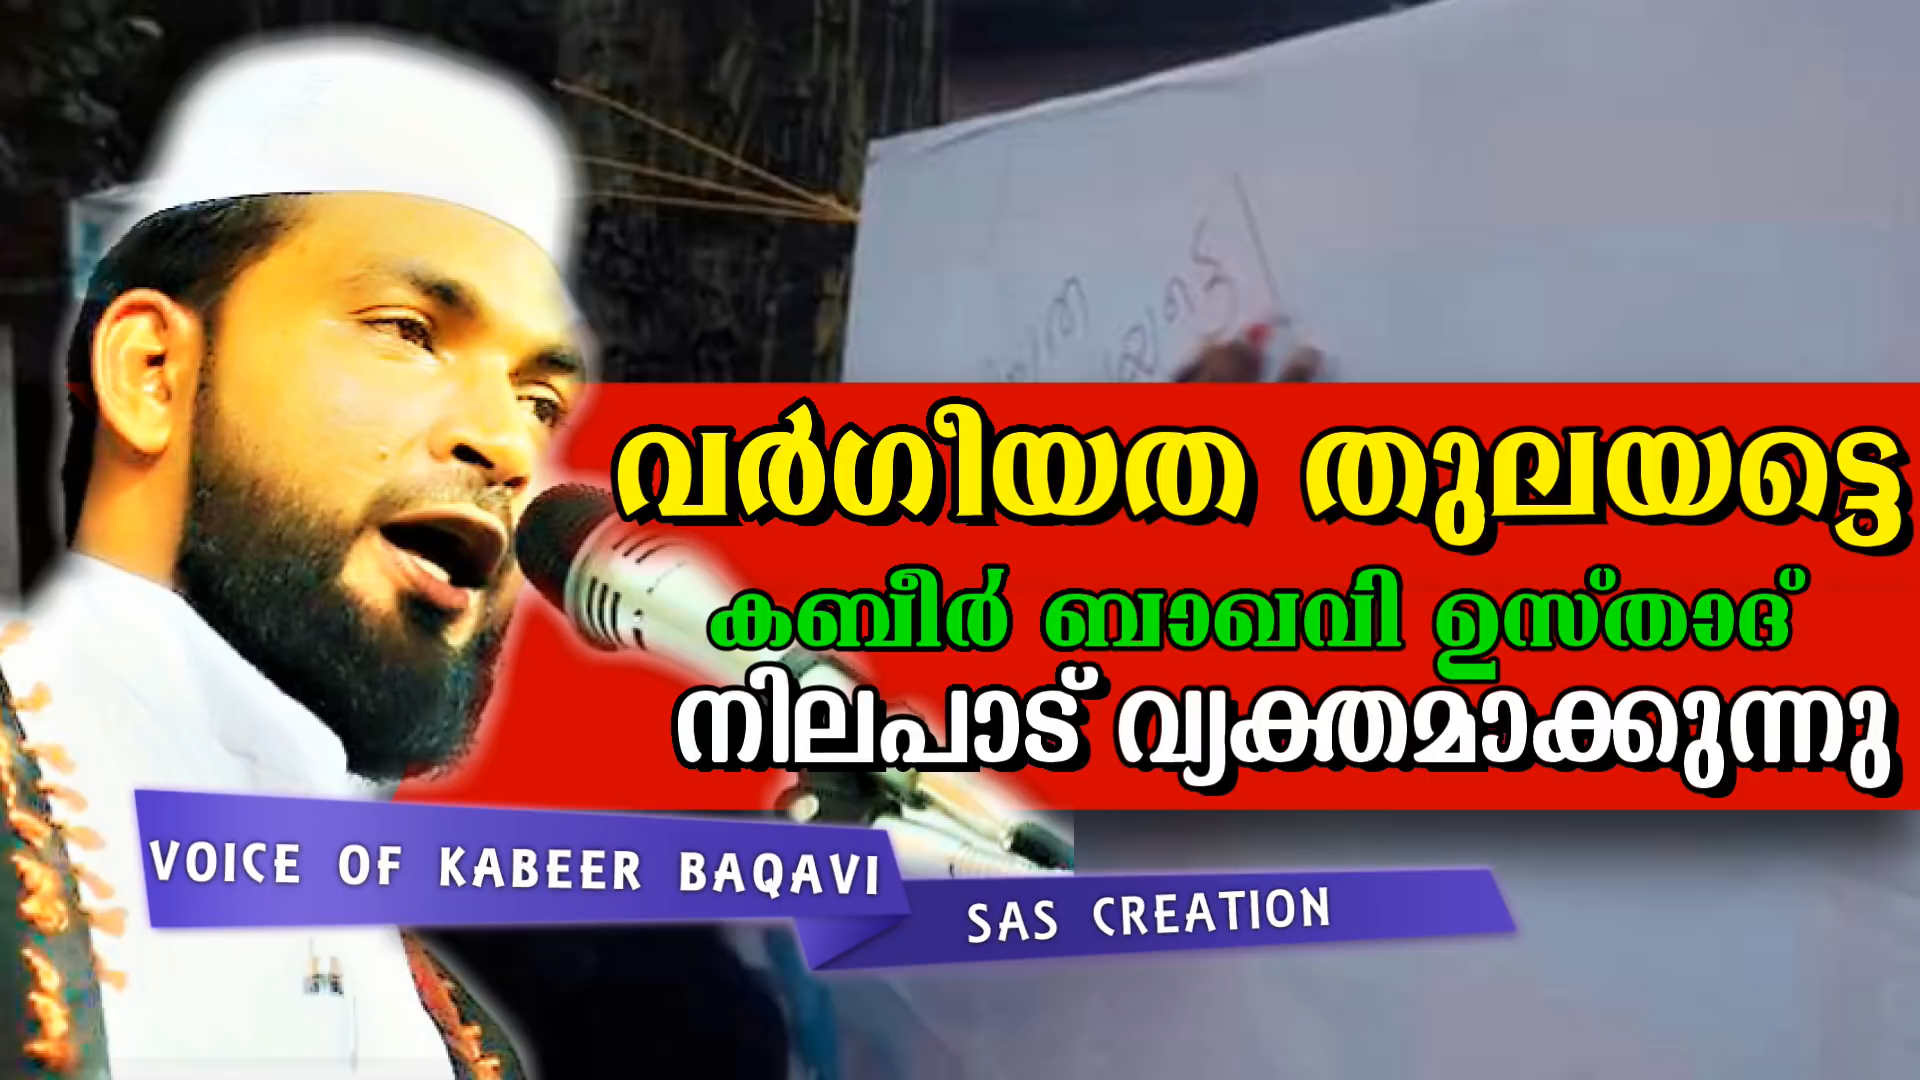 വർഗീയത തുലയട്ടെ
കബീർ ബാഖവി ഉസ്താദ്
നിലപാട് വ്യക്തമാക്കുന്നു
VOICE OF KABEER BAQAVI
SAS CREATION